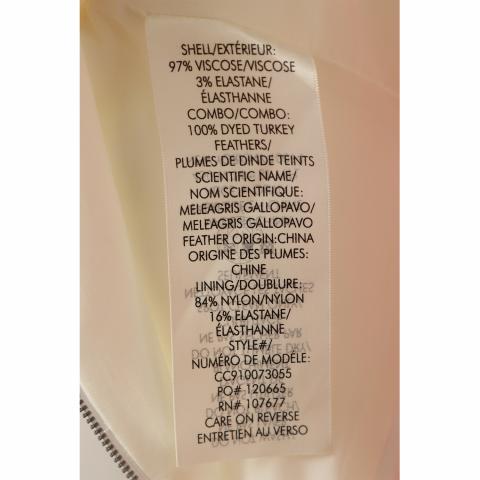 SHELL/EXTÉRIEUR:
97% VISCOSE/VISCOSE
3% ELASTANE/
ÉLASTHANNE
COMBO/COMBO:
100% DYED TURKEY
FEATHERS/
PLUMES DE DINDE TEINTS
SCIENTIFIC NAME/
NOM SCIENTIFIQUE:
MELEAGRIS GALLOPAVO/
MELEAGRIS GALLOPAVO
FEATHER ORIGIN:CHINA
ORIGINE DES PLUMES:
CHINE
LINING/DOUBLURE:
84% NYLON/NYLON
16% ELASTANE/
ÉLASTHANNE
STYLE#/
NUMÉRO DE MODÈLE:
CC910073055
PO# 120665
RN# 107677
CARE ON REVERSE
ENTRETIEN AU VERSO